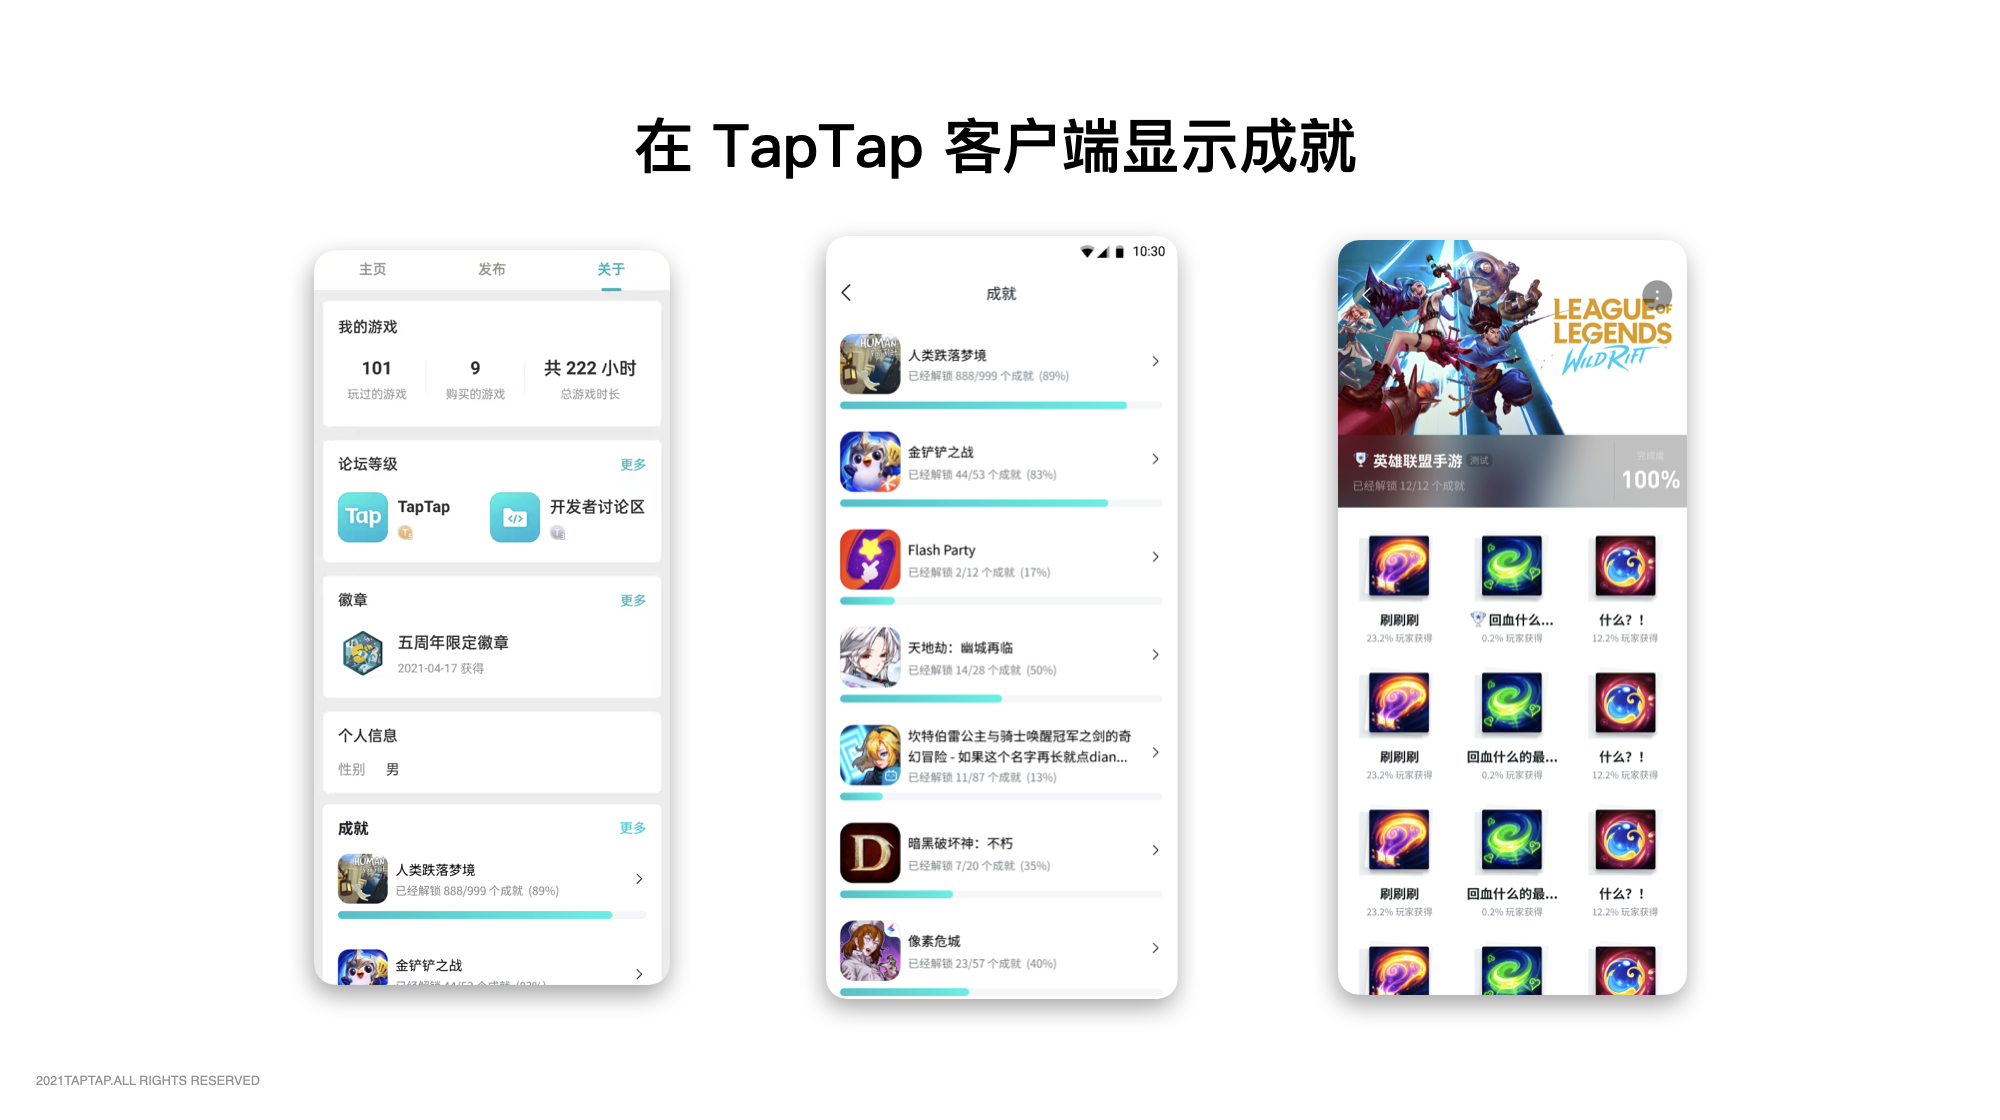 在 TapTap 客户端显示成就
主页 发布 关于
我的游戏
101 9 共 222 小时
玩过的游戏 购买的游戏 总游戏时长
论坛等级 更多
Tap TapTap 开发者讨论区
徽章 更多
五周年限定徽章
2021-04-17 获得
个人信息
性别 男
成就 更多
人类跌落梦境
已经解锁 888/999 个成就 (89%)
金铲铲之战
10:30
成就
人类跌落梦境
已经解锁 888/999 个成就 (89%)
金铲铲之战
已经解锁 44/53 个成就 (83%)
Flash Party
已经解锁 2/12 个成就 (17%)
天地劫：幽城再临
已经解锁 14/28 个成就 (50%)
坎特伯雷公主与骑士唤醒冠军之剑的奇
幻冒险 - 如果这个名字再长就点dian...
已经解锁 11/87 个成就 (13%)
暗黑破坏神：不朽
已经解锁 7/20 个成就 (35%)
像素危城
已经解锁 23/57 个成就 (40%)
LEAGUE OF
LEGENDS
WILD RIFT
英雄联盟手游 测试
已经解锁 12/12 个成就
完成度
100%
刷刷刷 回血什么... 什么？！
23.2% 玩家获得 0.2% 玩家获得 12.2% 玩家获得
刷刷刷 回血什么的最... 什么？！
23.2% 玩家获得 0.2% 玩家获得 12.2% 玩家获得
刷刷刷 回血什么的最... 什么？！
23.2% 玩家获得 0.2% 玩家获得 12.2% 玩家获得
2021TAPTAP.ALL RIGHTS RESERVED